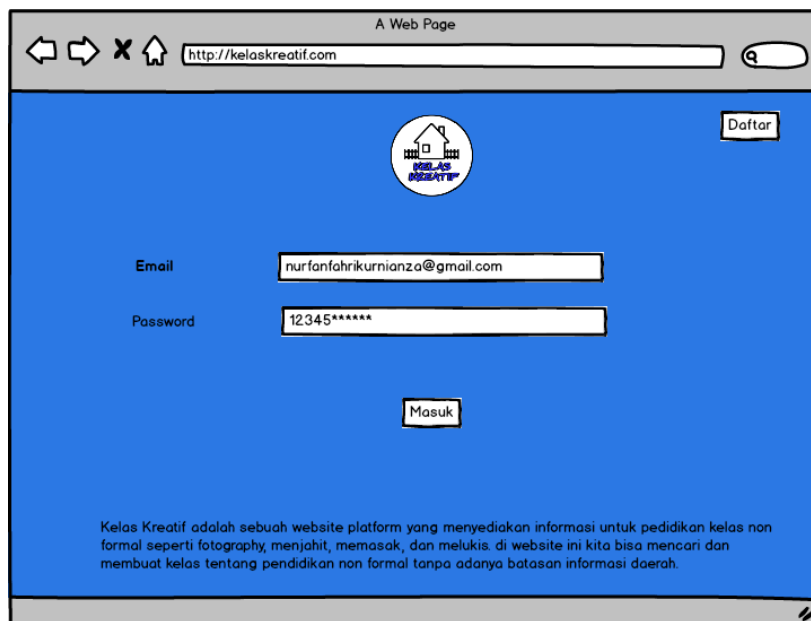 A Web Page
http://kelaskreatif.com
Daftar
KELAS
KREATIF
Email
nurfanfahrikurnianza@gmail.com
Password
12345******
Masuk
Kelas Kreatif adalah sebuah website platform yang menyediakan informasi untuk pedidikan kelas non
formal seperti fotography, menjahit, memasak, dan melukis. di website ini kita bisa mencari dan
membuat kelas tentang pendidikan non formal tanpa adanya batasan informasi daerah.